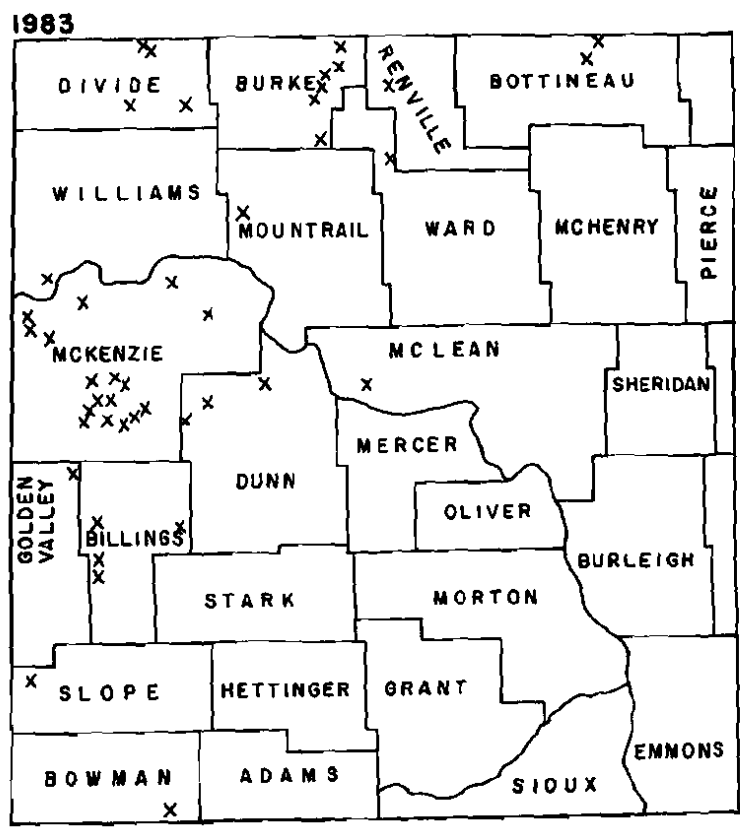 1983
DIVIDE
BURKE
RENVILLE
BOTTINEAU
WILLIAMS
MOUNTRAIL
WARD
MCHENRY
PIERCE
MCKENZIE
MCLEAN
SHERIDAN
MERCER
DUNN
OLIVER
GOLDEN
VALLEY
BILLINGS
BURLEIGH
STARK
MORTON
SLOPE
HETTINGER
GRANT
BOWMAN
ADAMS
SIOUX
EMMONS